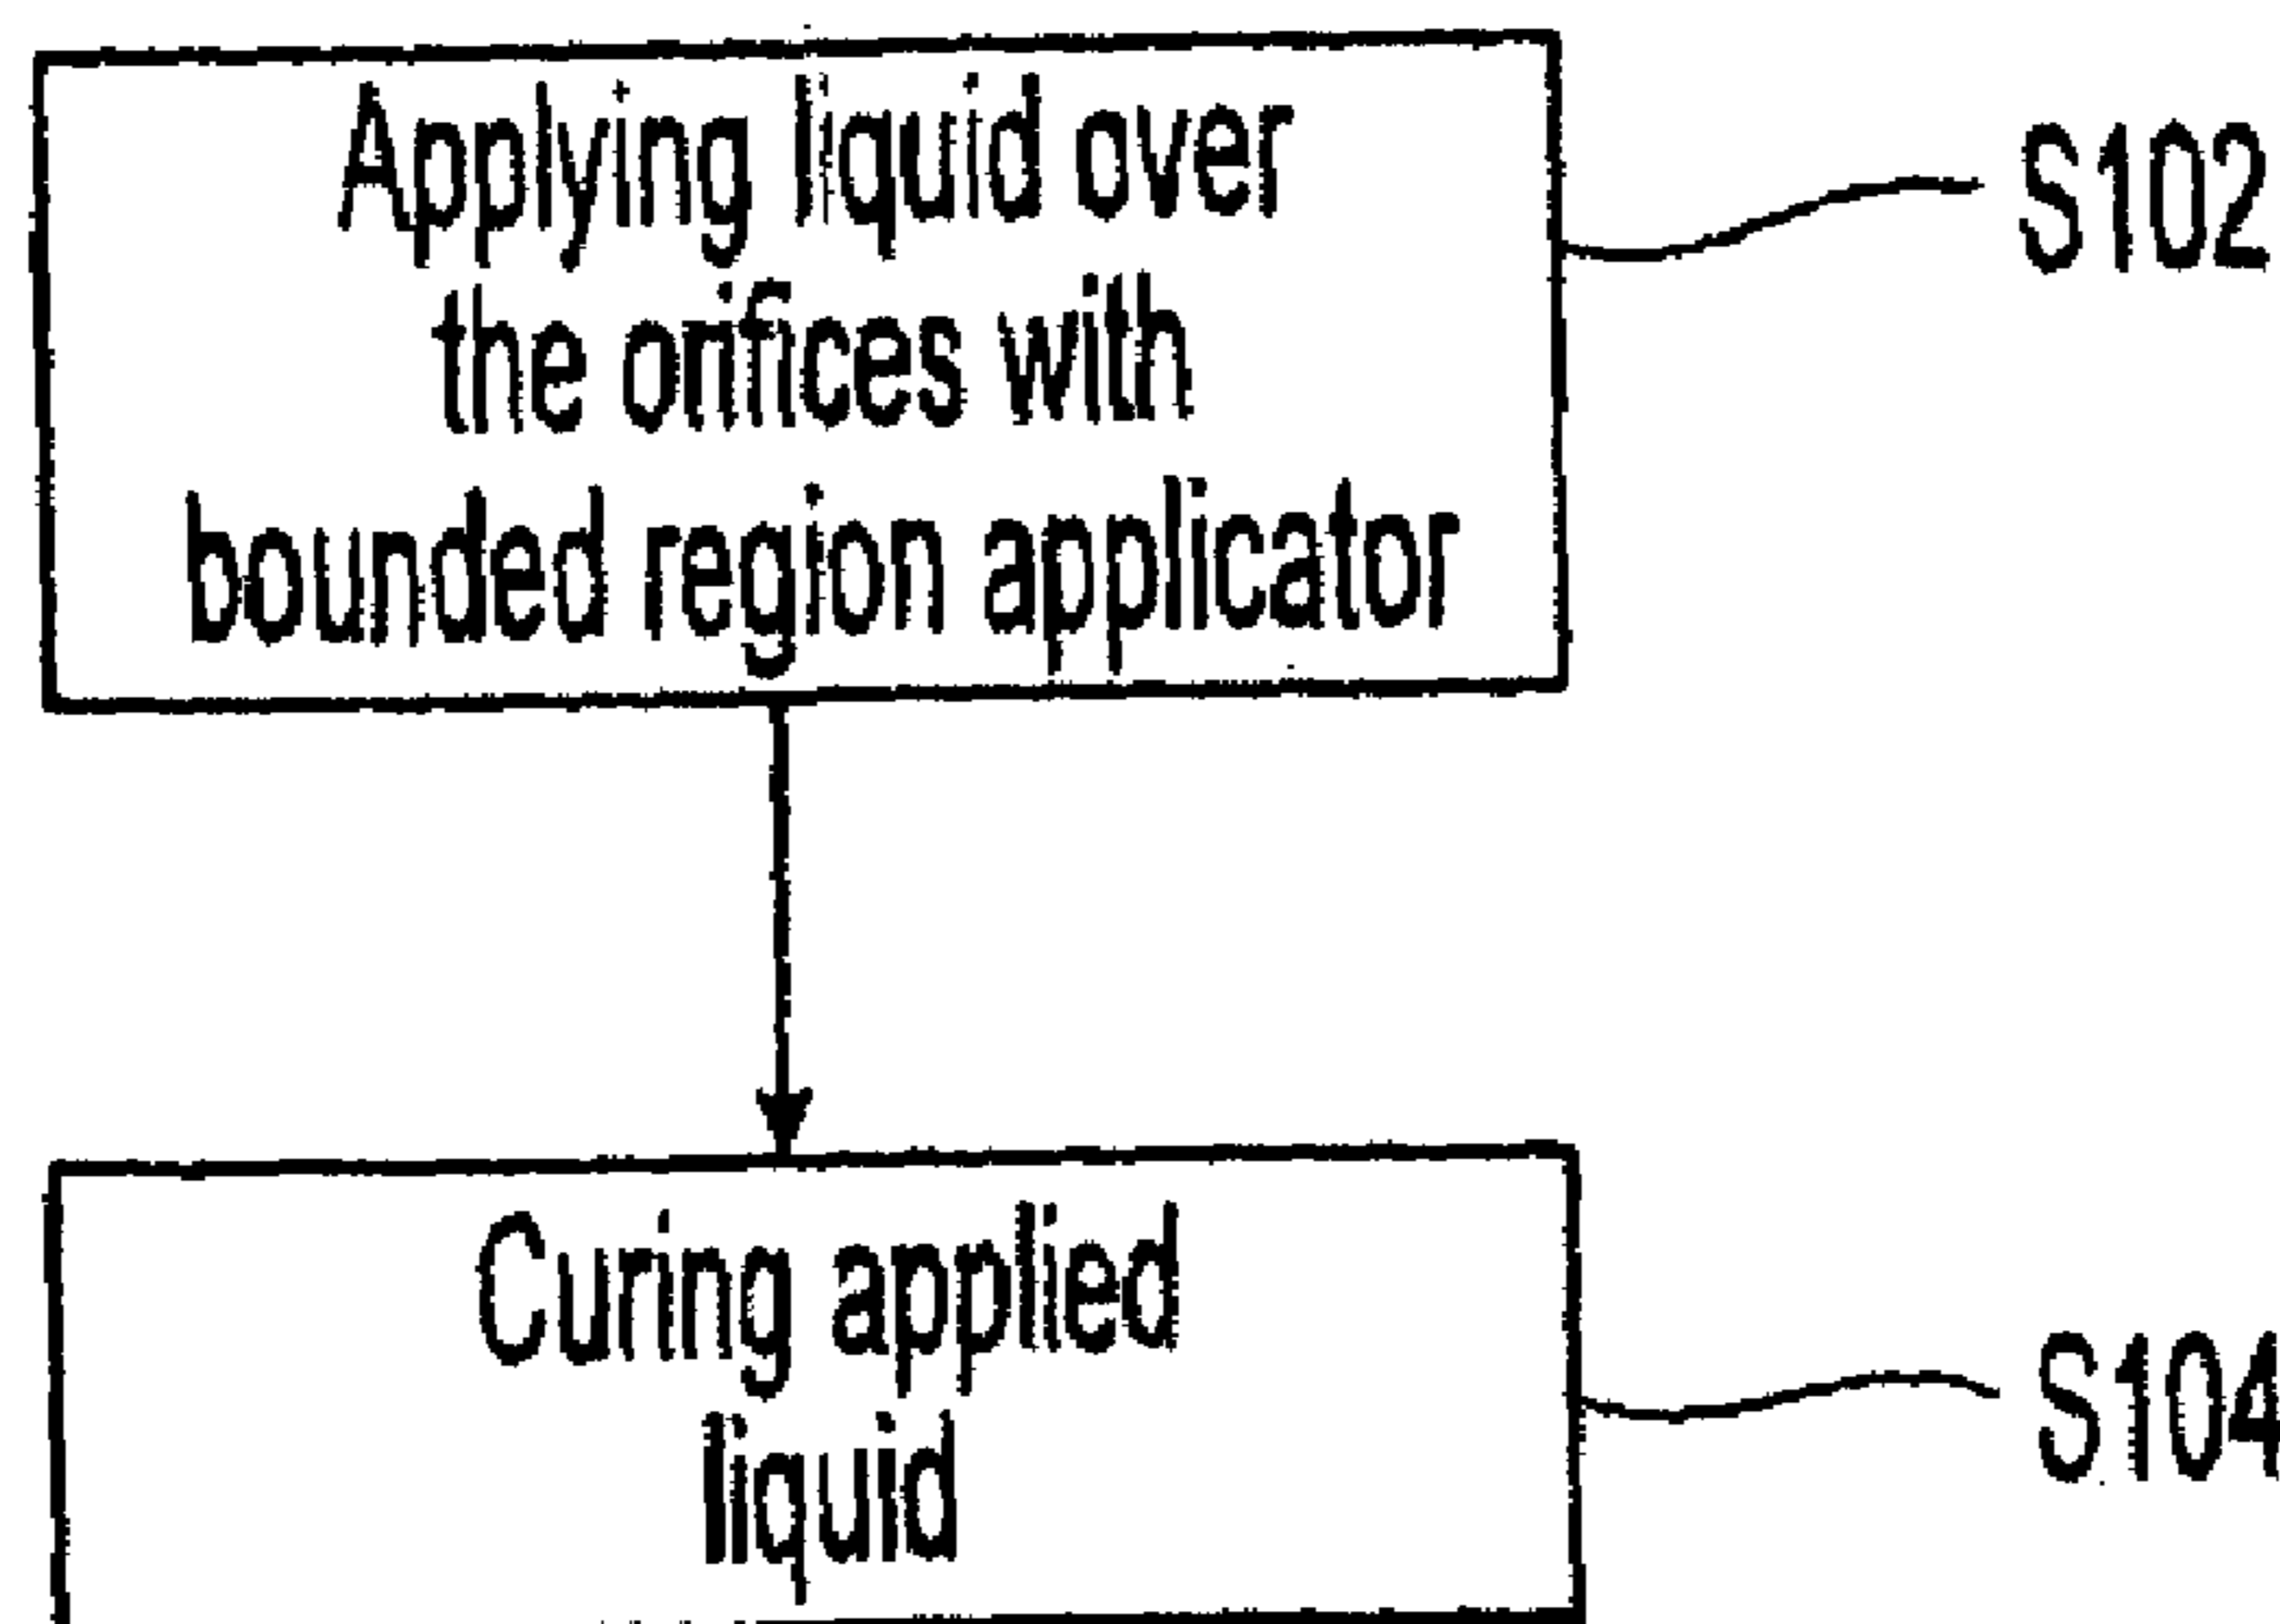 Applying liquid over
the orifices with
bounded region applicator
S102
Curing applied
liquid
S104